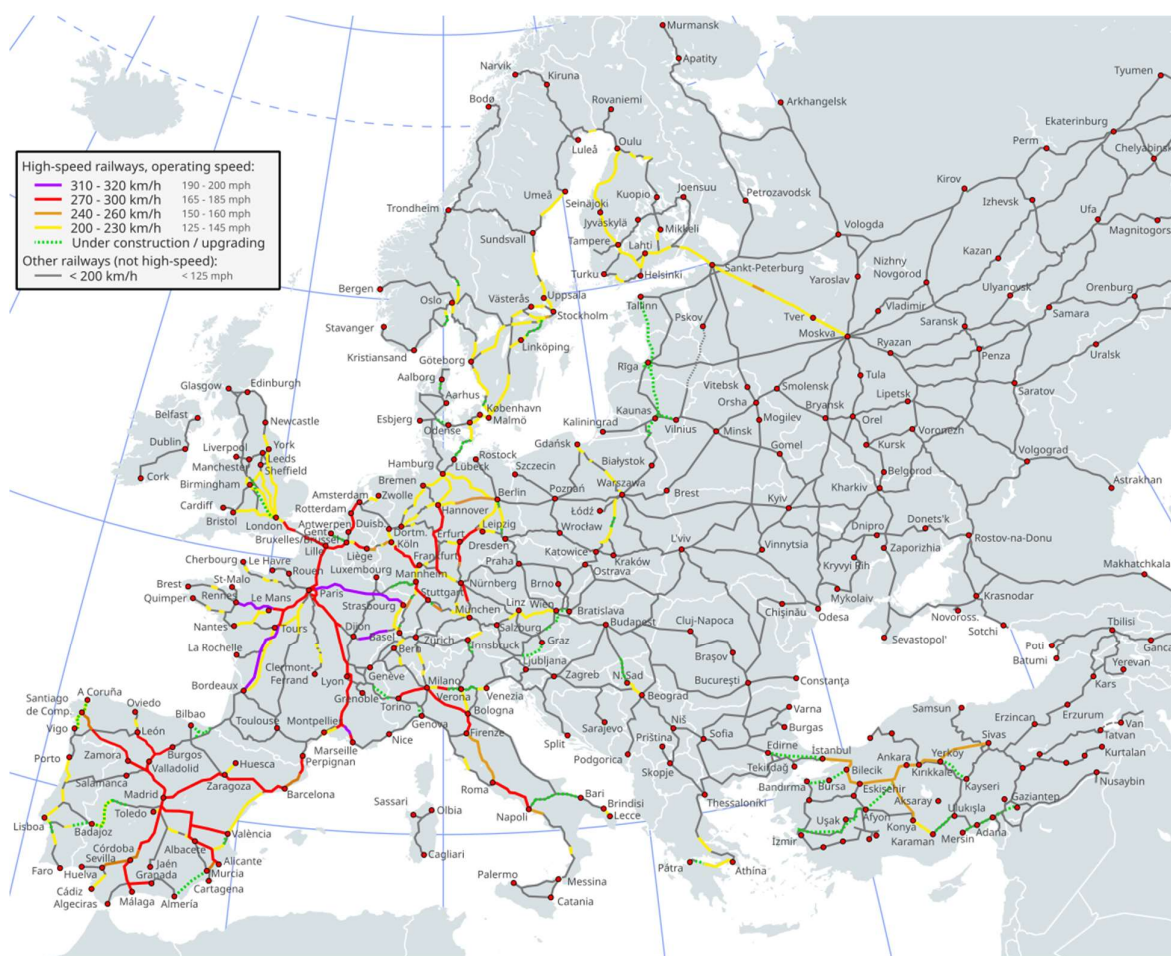 Murmansk
Apatity
Narvik
Kiruna
Tyumen
Bodø
Rovaniemi
Arkhangelsk
Ekaterinburg
Perm
Chelyabinsk
Luleå
Oulu
High-speed railways, operating speed:
310 - 320 km/h 190 - 200 mph
270 - 300 km/h 165 - 185 mph
240 - 260 km/h 150 - 160 mph
200 - 230 km/h 125 - 145 mph
Under construction / upgrading
Other railways (not high-speed):
< 200 km/h < 125 mph
Umeå
Kuopio
Joensuu
Kirov
Izhevsk
Ufa
Seinäjoki
Petrozavodsk
Trondheim
Jyväskylä
Mikkeli
Vologda
Magnitogors
Sundsvall
Tampere
Lahti
Kazan
Turku
Helsinki
Sankt-Peterburg
Yaroslav
Nizhny
Novgorod
Bergen
Oslo
Västerås
Uppsala
Stockholm
Tallinn
Ulyanovsk
Orenburg
Stavanger
Pskov
Tver
Vladimir
Samara
Saransk
Linköping
Moskva
Kristiansand
Göteborg
Ryazan
Penza
Uralsk
Rīga
Tula
Aalborg
Vitebsk
Smolensk
Saratov
Glasgow
Edinburgh
Aarhus
Orsha
Lipetsk
Belfast
Newcastle
Esbjerg
København
Malmö
Kaunas
Kaliningrad
Vilnius
Mogilev
Bryansk
Orel
Odense
Minsk
Voronezh
Dublin
York
Liverpool
Leeds
Gdańsk
Kursk
Manchester
Sheffield
Hamburg
Lübeck
Rostock
Białystok
Gomel
Volgograd
Cork
Birmingham
Bremen
Szczecin
Belgorod
Amsterdam
Zwolle
Berlin
Poznań
Warszawa
Brest
Kharkiv
Astrakhan
Cardiff
Rotterdam
Hannover
Łódź
Kyiv
Bristol
London
Antwerpen
Gent
Duisb.
Dortm.
Leipzig
Wrocław
Dnipro
Donets'k
Bruxelles/Brussel
Köln
Erfurt
Dresden
L'viv
Rostov-na-Donu
Lille
Liège
Frankfurt
Katowice
Kraków
Vinnytsia
Zaporizhia
Cherbourg
Le Havre
Luxembourg
Praha
Ostrava
Kryvyi Rih
Makhatchkala
Rouen
Mannheim
Brest
St-Malo
Paris
Stuttgart
Nürnberg
Brno
Mykolaiv
Krasnodar
Quimper
Rennes
Le Mans
Strasbourg
München
Linz
Wien
Bratislava
Chişinău
Odesa
Novoross.
Nantes
Tours
Dijon
Basel
Zürich
Salzburg
Budapest
Cluj-Napoca
Sevastopol'
Sotchi
Tbilisi
La Rochelle
Bern
Innsbruck
Graz
Poti
Ganca
Clermont-
Ferrand
Genève
Ljubljana
Braşov
Batumi
Yerevan
Lyon
Milano
Zagreb
N. Sad
Bucureşti
Constanţa
Kars
Bordeaux
Grenoble
Torino
Verona
Venezia
Beograd
A Coruña
Santiago
de Comp.
Oviedo
Bologna
Varna
Samsun
Erzurum
Bilbao
Toulouse
Montpellier
Genova
Sarajevo
Niš
Erzincan
Van
Vigo
León
Burgos
Marseille
Nice
Firenze
Split
Priština
Sofia
Burgas
Sivas
Tatvan
Zamora
Huesca
Perpignan
Podgorica
Edirne
İstanbul
Ankara
Yerköy
Kurtalan
Porto
Valladolid
Skopje
Tekirdağ
Bilecik
Kırıkkale
Nusaybin
Salamanca
Zaragoza
Roma
Bandırma
Bursa
Eskişehir
Kayseri
Madrid
Barcelona
Sassari
Bari
Thessaloniki
Aksaray
Ulukışla
Gazianten
Lisboa
Toledo
Olbia
Brindisi
Napoli
Lecce
Uşak
Afyon
Badajoz
València
İzmir
Konya
Karaman
Mersin
Adana
Córdoba
Albacete
Sevilla
Jaén
Alicante
Cagliari
Faro
Huelva
Granada
Murcia
Pátra
Athína
Cádiz
Cartagena
Palermo
Messina
Algeciras
Málaga
Almería
Catania